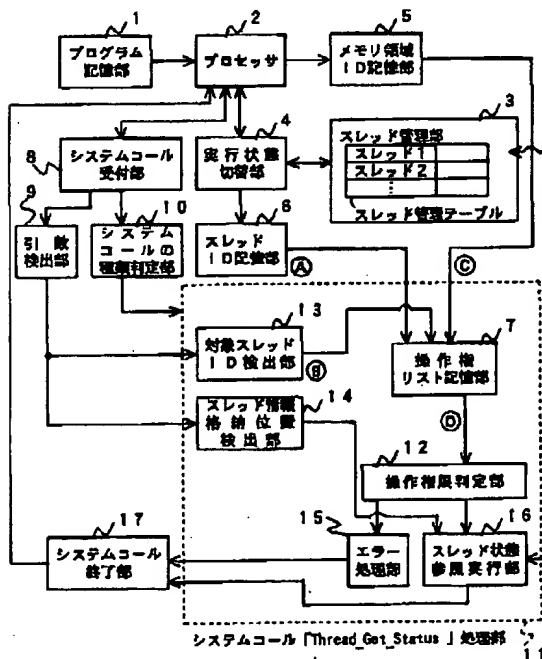 1
プログラム
記憶部
2
プロセッサ
5
メモリ領域
ID記憶部
3
スレッド管理部
スレッド1
スレッド2
スレッド管理テーブル
4
実行状態
切替部
8
システムコール
受付部
9
引数
検出部
10
システム
コールの
種類判定部
6
スレッド
ID記憶部
A
C
13
対象スレッド
ID検出部
B
7
操作権
リスト記憶部
14
スレッド情報
格納位置
検出部
D
12
操作権限判定部
17
システムコール
終了部
15
エラー
処理部
16
スレッド状態
参照実行部
システムコール「Thread_Get_Status」処理部
11